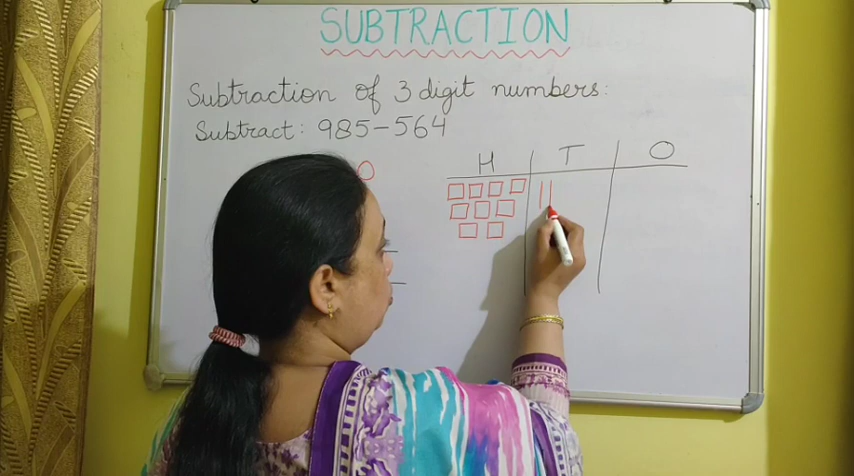 SUBTRACTION
Subtraction of 3 digit numbers:
Subtract: 985-564
O
H T O